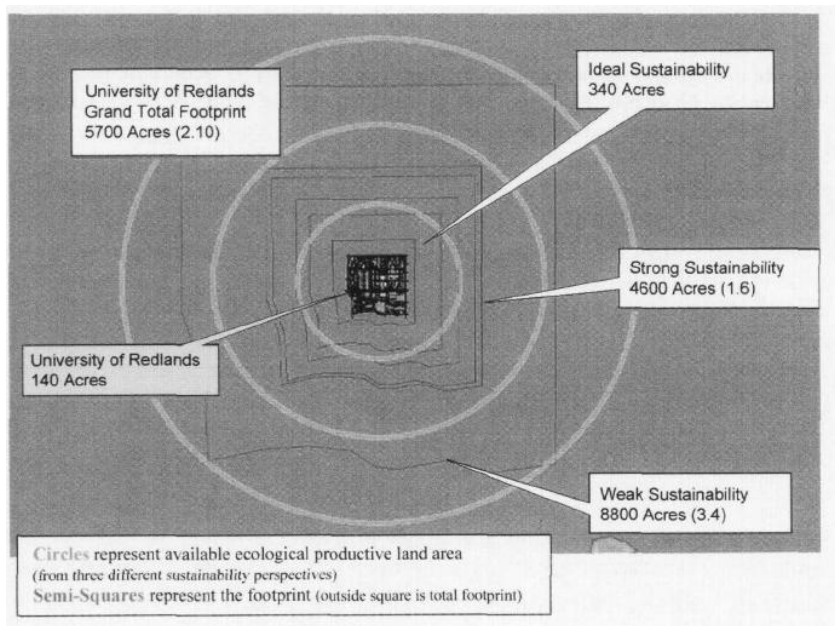 University of Redlands
Grand Total Footprint
5700 Acres (2.10)
Ideal Sustainability
340 Acres
Strong Sustainability
4600 Acres (1.6)
University of Redlands
140 Acres
Weak Sustainability
8800 Acres (3.4)
Circles represent available ecological productive land area
(from three different sustainability perspectives)
Semi-Squares represent the footprint (outside square is total footprint)